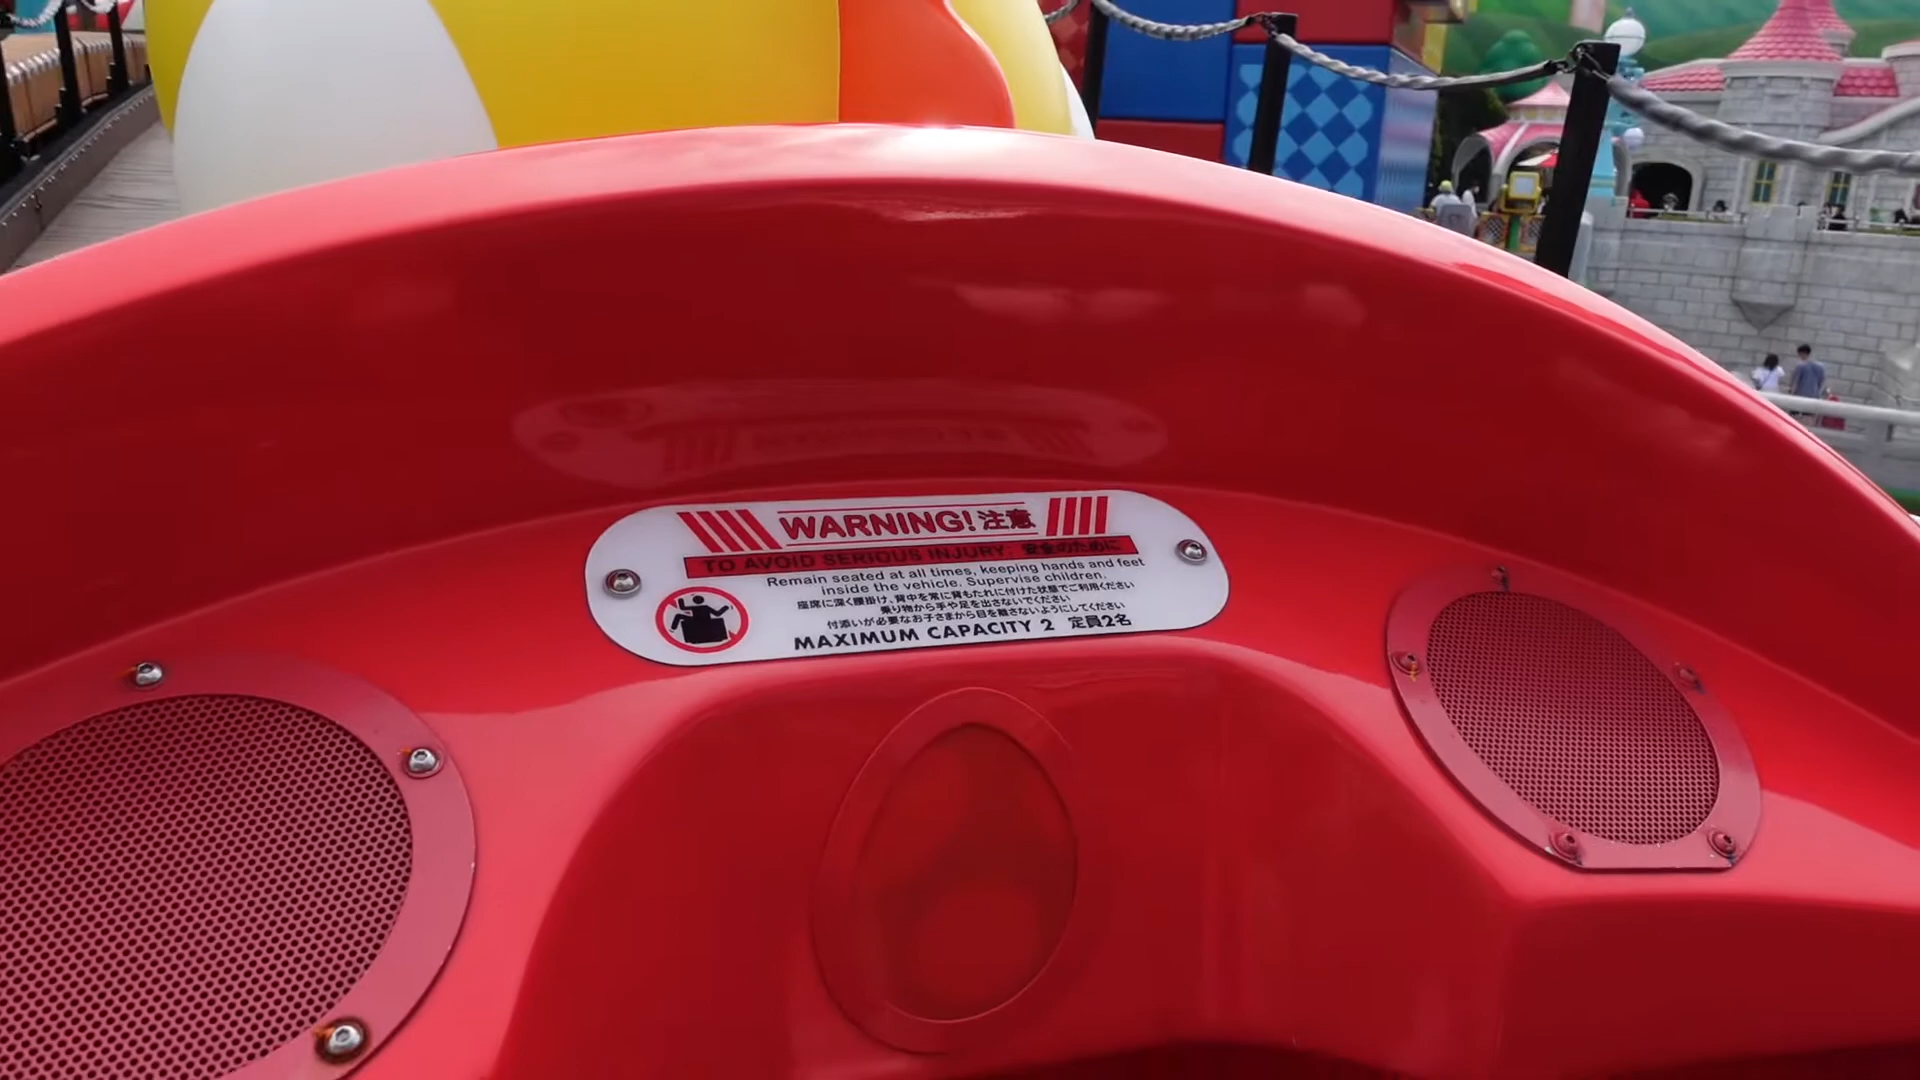 WARNING! 注意
TO AVOID SERIOUS INJURY: 安全のために
Remain seated at all times, keeping hands and feet
inside the vehicle. Supervise children.
座席に深く腰掛け、背中を常に背もたれに付けた状態でご利用ください
乗り物から手や足を出さないでください
付添いが必要なお子さまから目を離さないようにしてください
MAXIMUM CAPACITY 2 定員2名